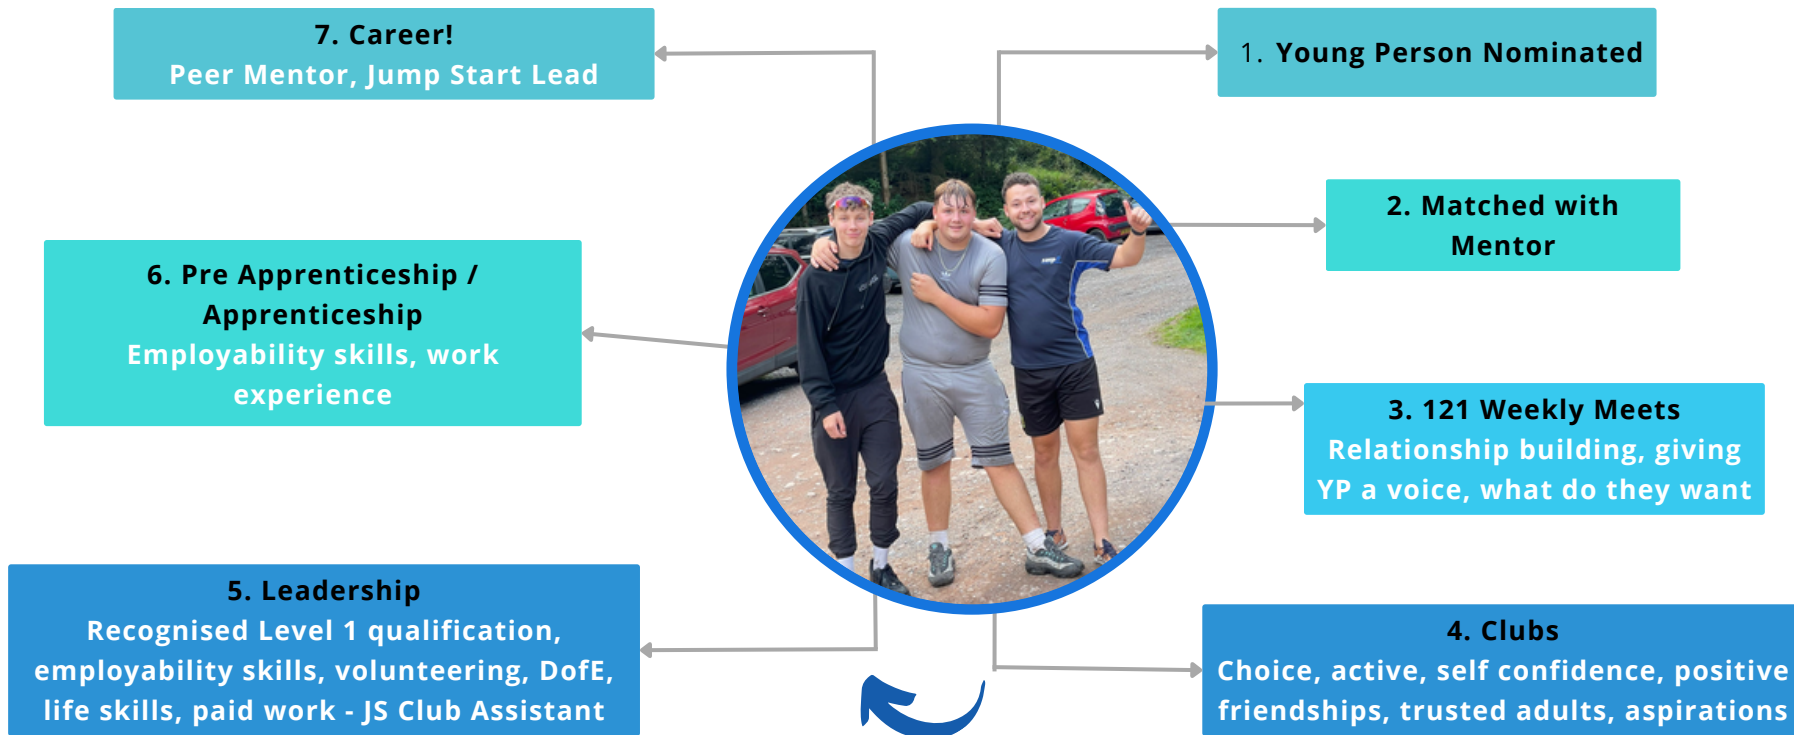 1. Young Person Nominated
2. Matched with
Mentor
3. 121 Weekly Meets
Relationship building, giving
YP a voice, what do they want
4. Clubs
Choice, active, self confidence, positive
friendships, trusted adults, aspirations
5. Leadership
Recognised Level 1 qualification,
employability skills, volunteering, DofE,
life skills, paid work - JS Club Assistant
6. Pre Apprenticeship /
Apprenticeship
Employability skills, work
experience
7. Career!
Peer Mentor, Jump Start Lead